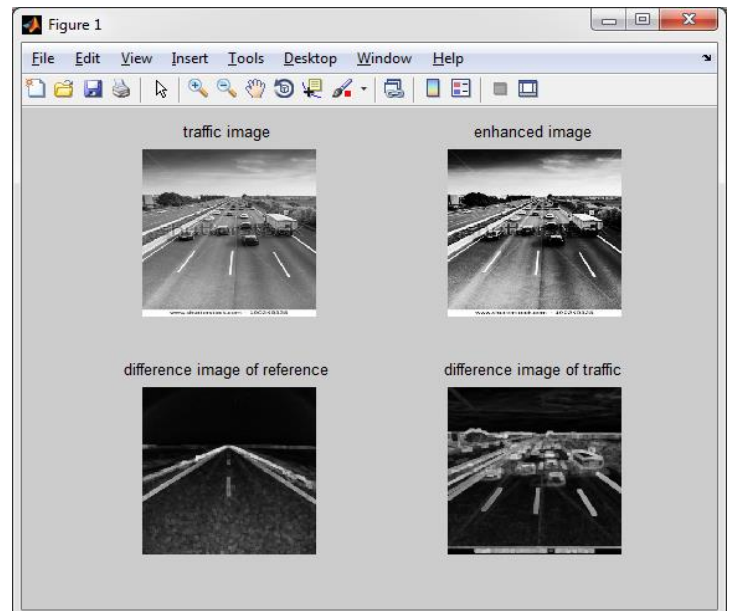 Figure 1
File Edit View Insert Tools Desktop Window Help
traffic image
enhanced image
shutterstock
difference image of reference
difference image of traffic